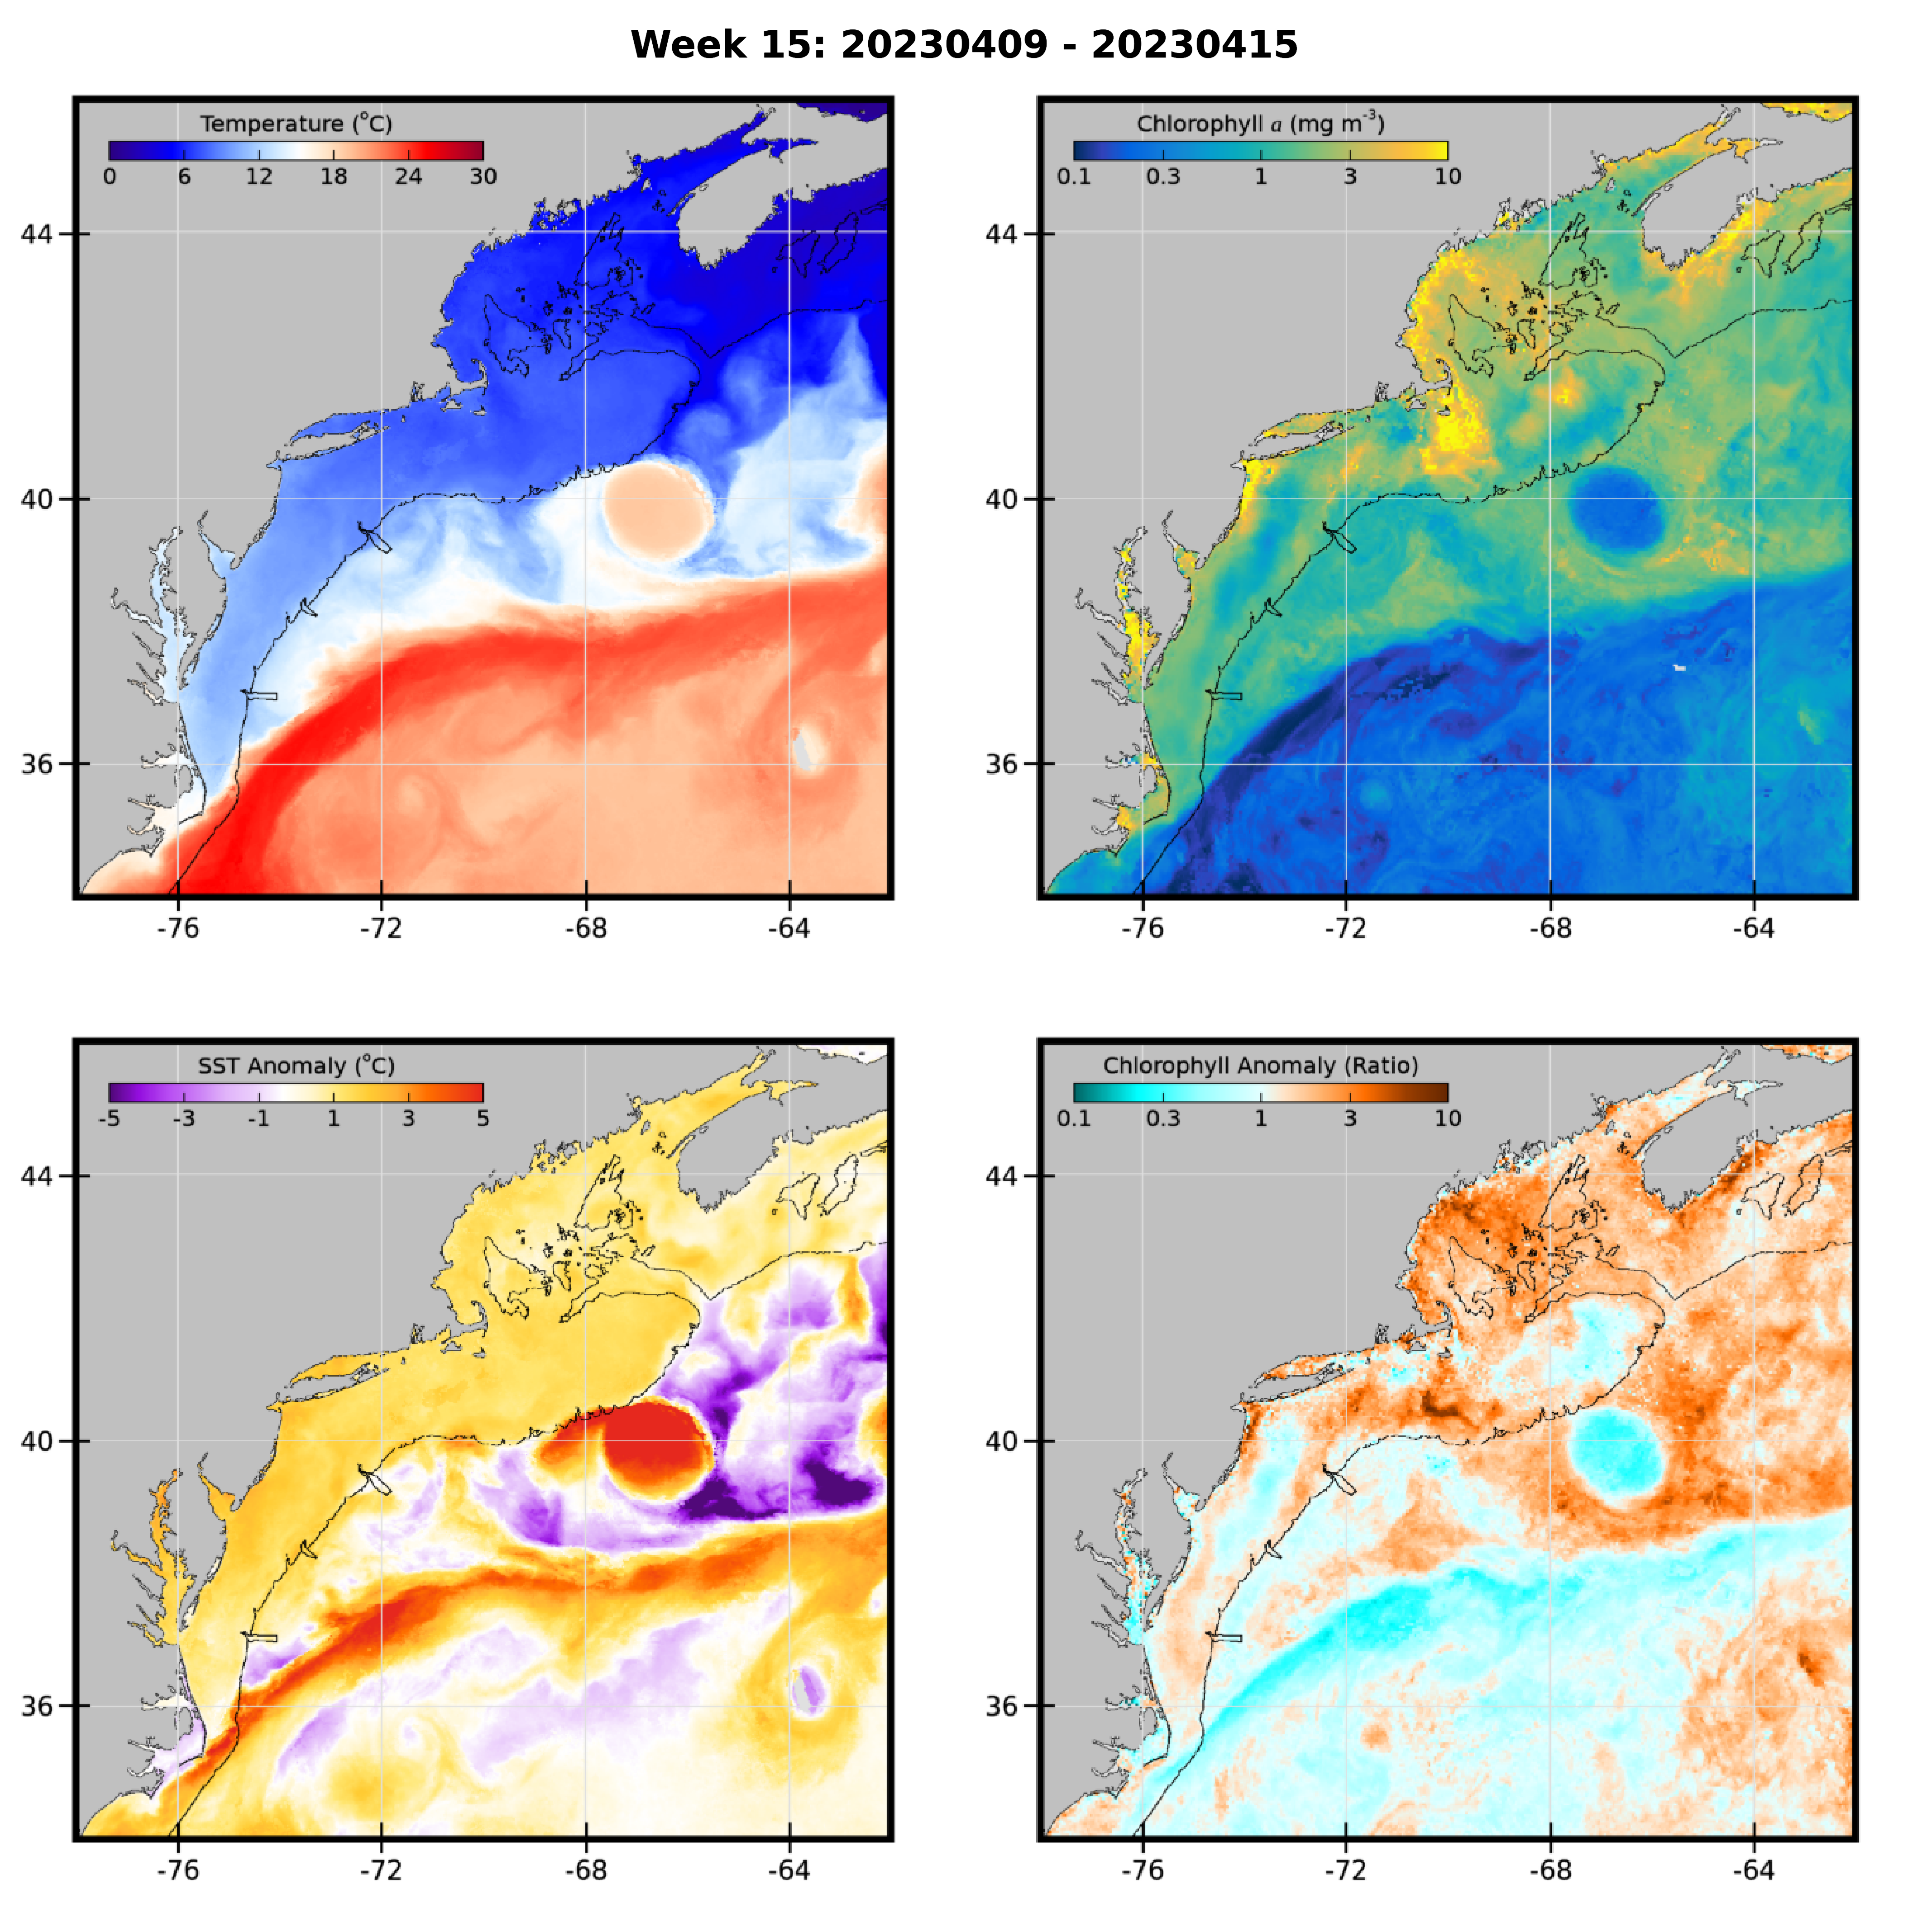 Week 15: 20230409 - 20230415
Temperature (°C)
0 6 12 18 24 30
44
40
36
-76 -72 -68 -64
Chlorophyll a (mg m⁻³)
0.1 0.3 1 3 10
44
40
36
-76 -72 -68 -64
SST Anomaly (°C)
-5 -3 -1 1 3 5
44
40
36
-76 -72 -68 -64
Chlorophyll Anomaly (Ratio)
0.1 0.3 1 3 10
44
40
36
-76 -72 -68 -64